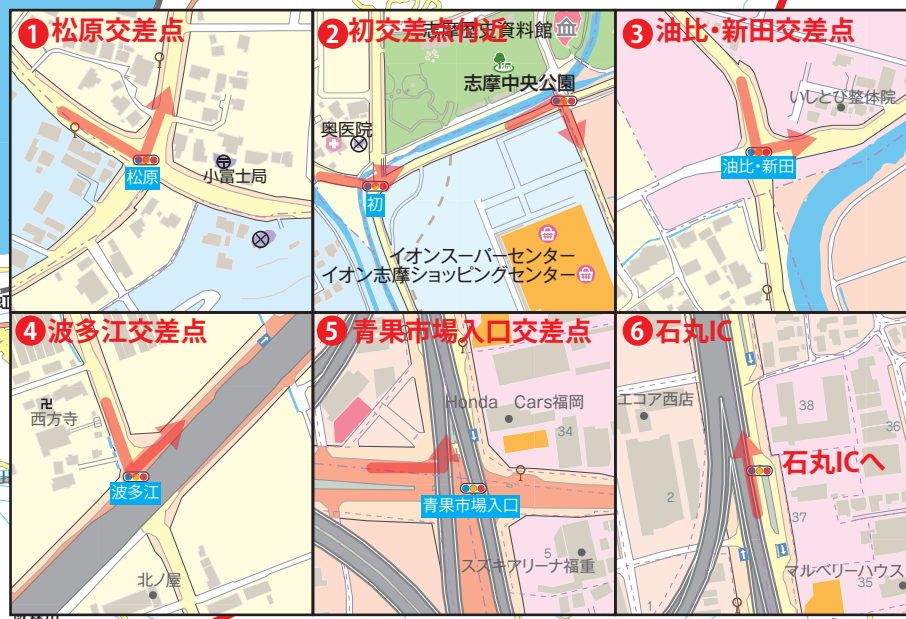 ❶松原交差点
松原
小富士局
❷初交差点付近
志摩歴史資料館
志摩中央公園
奥医院
初
イオンスーパーセンター
イオン志摩ショッピングセンター
❸油比・新田交差点
いしとび整体院
油比・新田
❹波多江交差点
西方寺
波多江
北ノ屋
❺青果市場入口交差点
Honda Cars福岡
34
青果市場入口
5
スズキアリーナ福重
❻石丸IC
エコア西店
38
36
石丸ICへ
2
37
マルベリーハウス
35
1